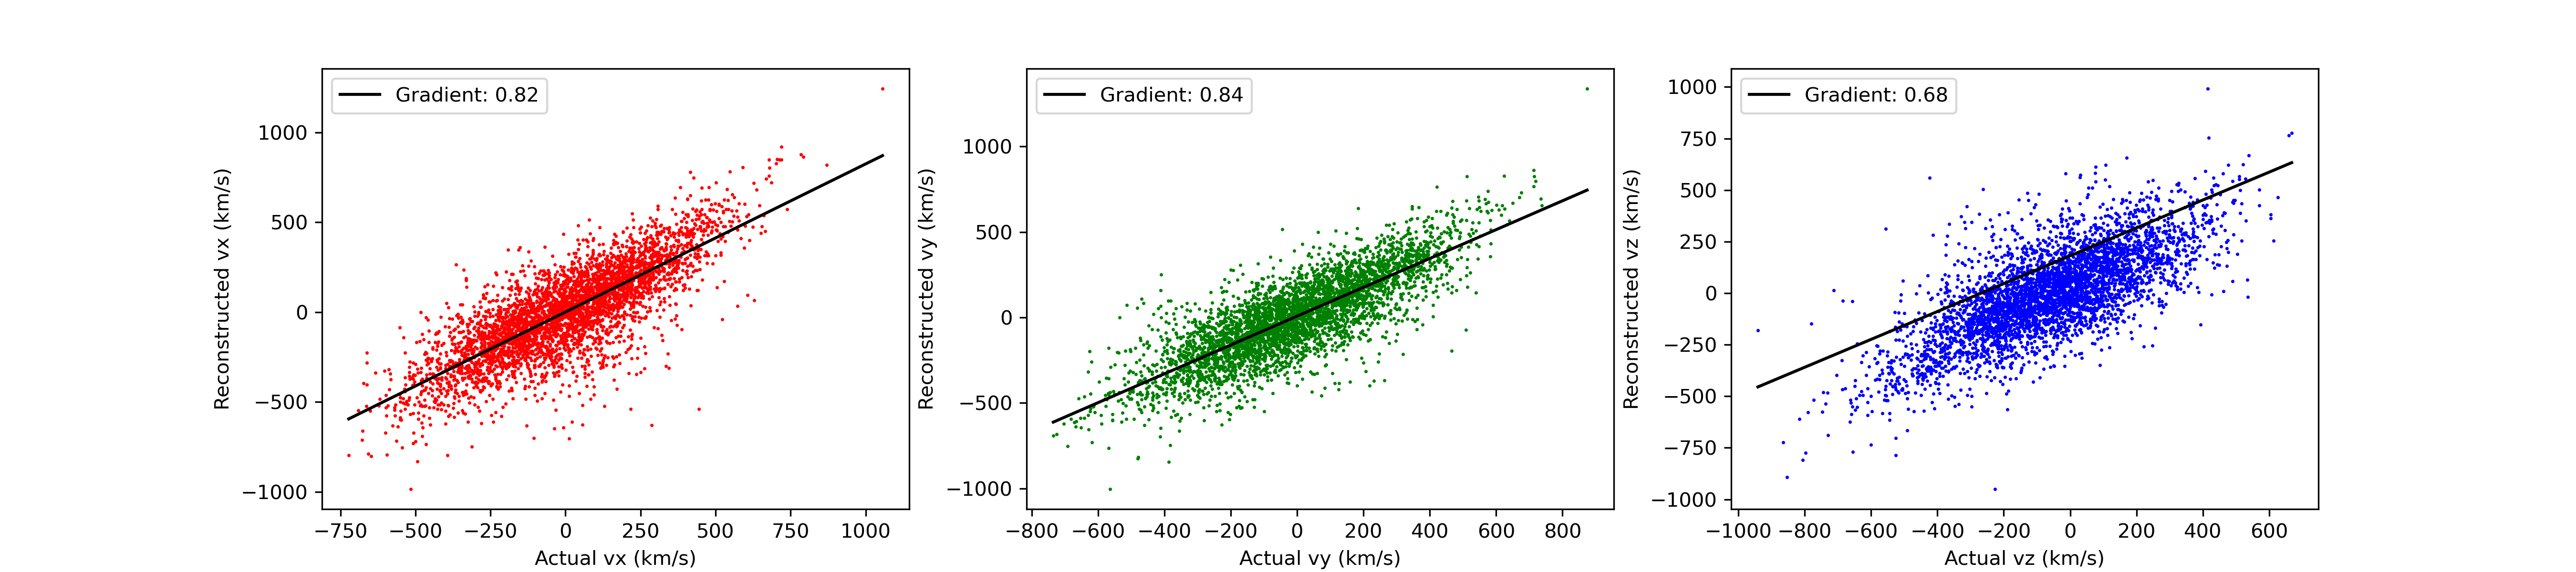 Gradient: 0.82
Reconstructed vx (km/s)
1000
500
0
−500
−1000
−750 −500 −250 0 250 500 750 1000
Actual vx (km/s)
Gradient: 0.84
Reconstructed vy (km/s)
1000
500
0
−500
−1000
−800 −600 −400 −200 0 200 400 600 800
Actual vy (km/s)
Gradient: 0.68
Reconstructed vz (km/s)
1000
750
500
250
0
−250
−500
−750
−1000
−1000 −800 −600 −400 −200 0 200 400 600
Actual vz (km/s)